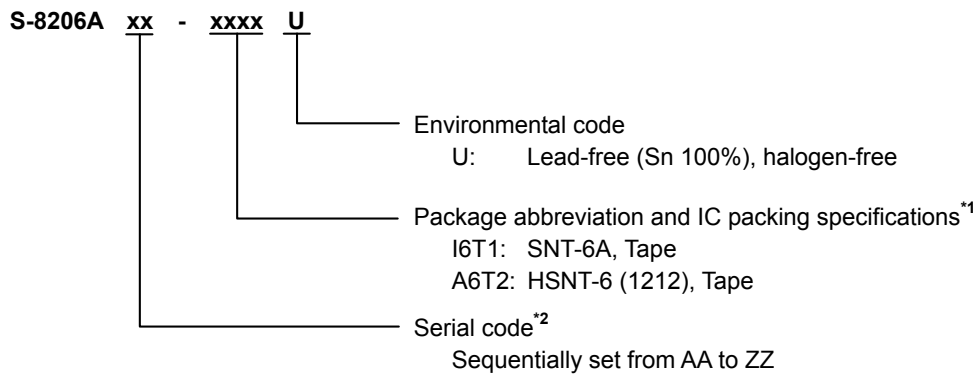 S-8206A xx - xxxx U
Environmental code
U: Lead-free (Sn 100%), halogen-free
Package abbreviation and IC packing specifications*1
I6T1: SNT-6A, Tape
A6T2: HSNT-6 (1212), Tape
Serial code*2
Sequentially set from AA to ZZ